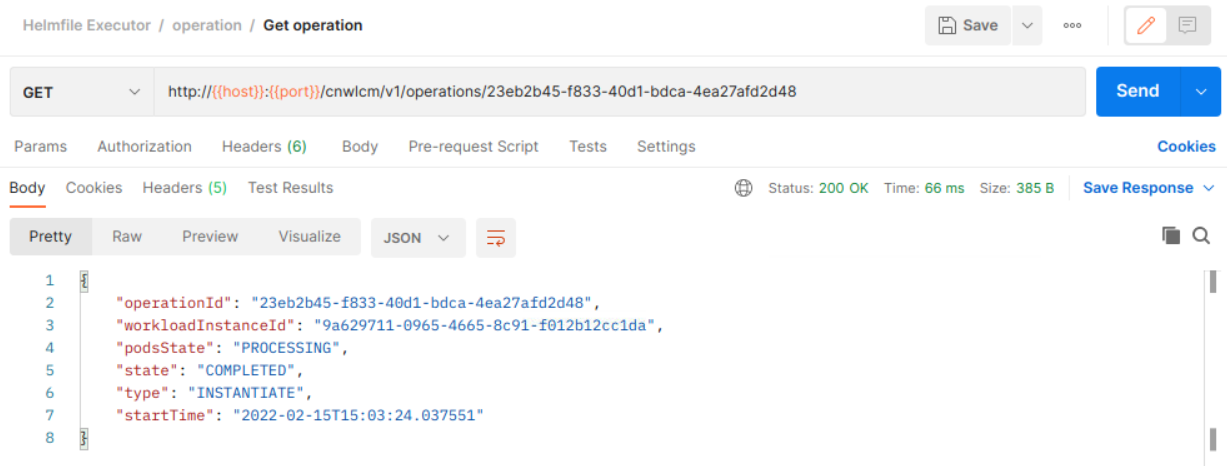 Helmfile Executor / operation / Get operation
Save
GET
http://{{host}}:{{port}}/cnwlcm/v1/operations/23eb2b45-f833-40d1-bdca-4ea27afd2d48
Send
Params Authorization Headers (6) Body Pre-request Script Tests Settings Cookies
Body Cookies Headers (5) Test Results Status: 200 OK Time: 66 ms Size: 385 B Save Response
Pretty Raw Preview Visualize JSON
1 {
2 "operationId": "23eb2b45-f833-40d1-bdca-4ea27afd2d48",
3 "workloadInstanceId": "9a629711-0965-4665-8c91-f012b12cc1da",
4 "podsState": "PROCESSING",
5 "state": "COMPLETED",
6 "type": "INSTANTIATE",
7 "startTime": "2022-02-15T15:03:24.037551"
8 }